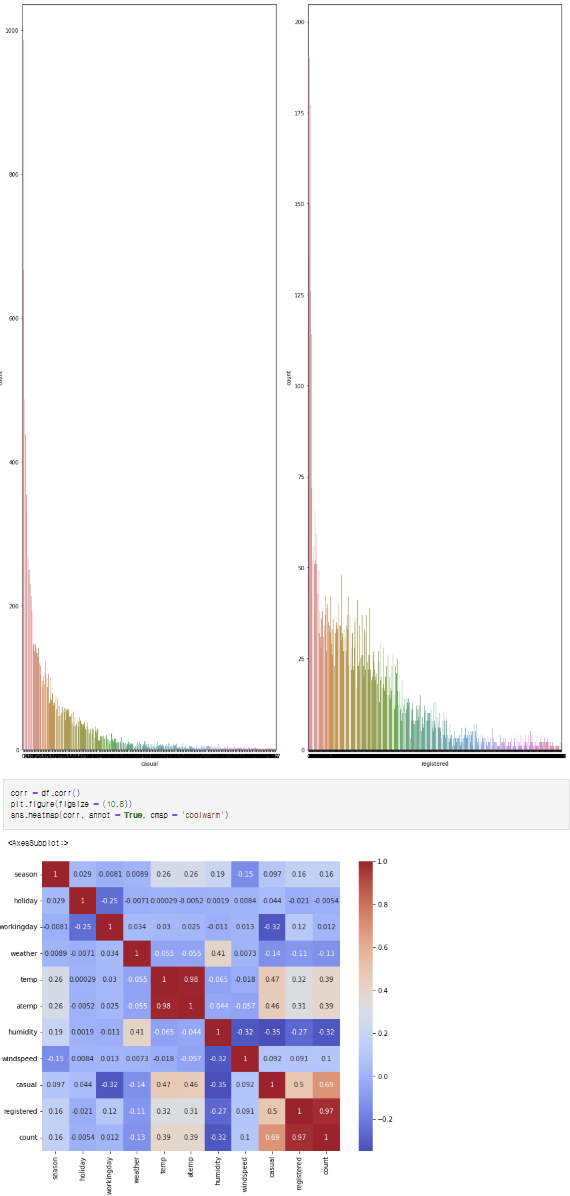 1000
800
600
400
200
0
count
casual
200
175
150
125
100
75
50
25
0
count
registered
corr = df.corr()
plt.figure(figsize = (10,8))
sns.heatmap(corr, annot = True, cmap = 'coolwarm')
<AxesSubplot:>
season 1 0.029 -0.0081 0.0089 0.26 0.26 0.19 -0.15 0.097 0.16 0.16
holiday 0.029 1 -0.25 -0.0071 0.00029 -0.0052 0.0019 0.0084 0.044 -0.021 -0.0054
workingday -0.0081 -0.25 1 0.034 0.03 0.025 -0.011 0.013 -0.32 0.12 0.012
weather 0.0089 -0.0071 0.034 1 -0.055 -0.055 0.41 0.0073 -0.14 -0.11 -0.13
temp 0.26 0.00029 0.03 -0.055 1 0.98 -0.065 -0.018 0.47 0.32 0.39
atemp 0.26 -0.0052 0.025 -0.055 0.98 1 -0.044 -0.057 0.46 0.31 0.39
humidity 0.19 0.0019 -0.011 0.41 -0.065 -0.044 1 -0.32 -0.35 -0.27 -0.32
windspeed -0.15 0.0084 0.013 0.0073 -0.018 -0.057 -0.32 1 0.092 0.091 0.1
casual 0.097 0.044 -0.32 -0.14 0.47 0.46 -0.35 0.092 1 0.5 0.69
registered 0.16 -0.021 0.12 -0.11 0.32 0.31 -0.27 0.091 0.5 1 0.97
count 0.16 -0.0054 0.012 -0.13 0.39 0.39 -0.32 0.1 0.69 0.97 1
season holiday workingday weather temp atemp humidity windspeed casual registered count
1.0
0.8
0.6
0.4
0.2
0.0
-0.2